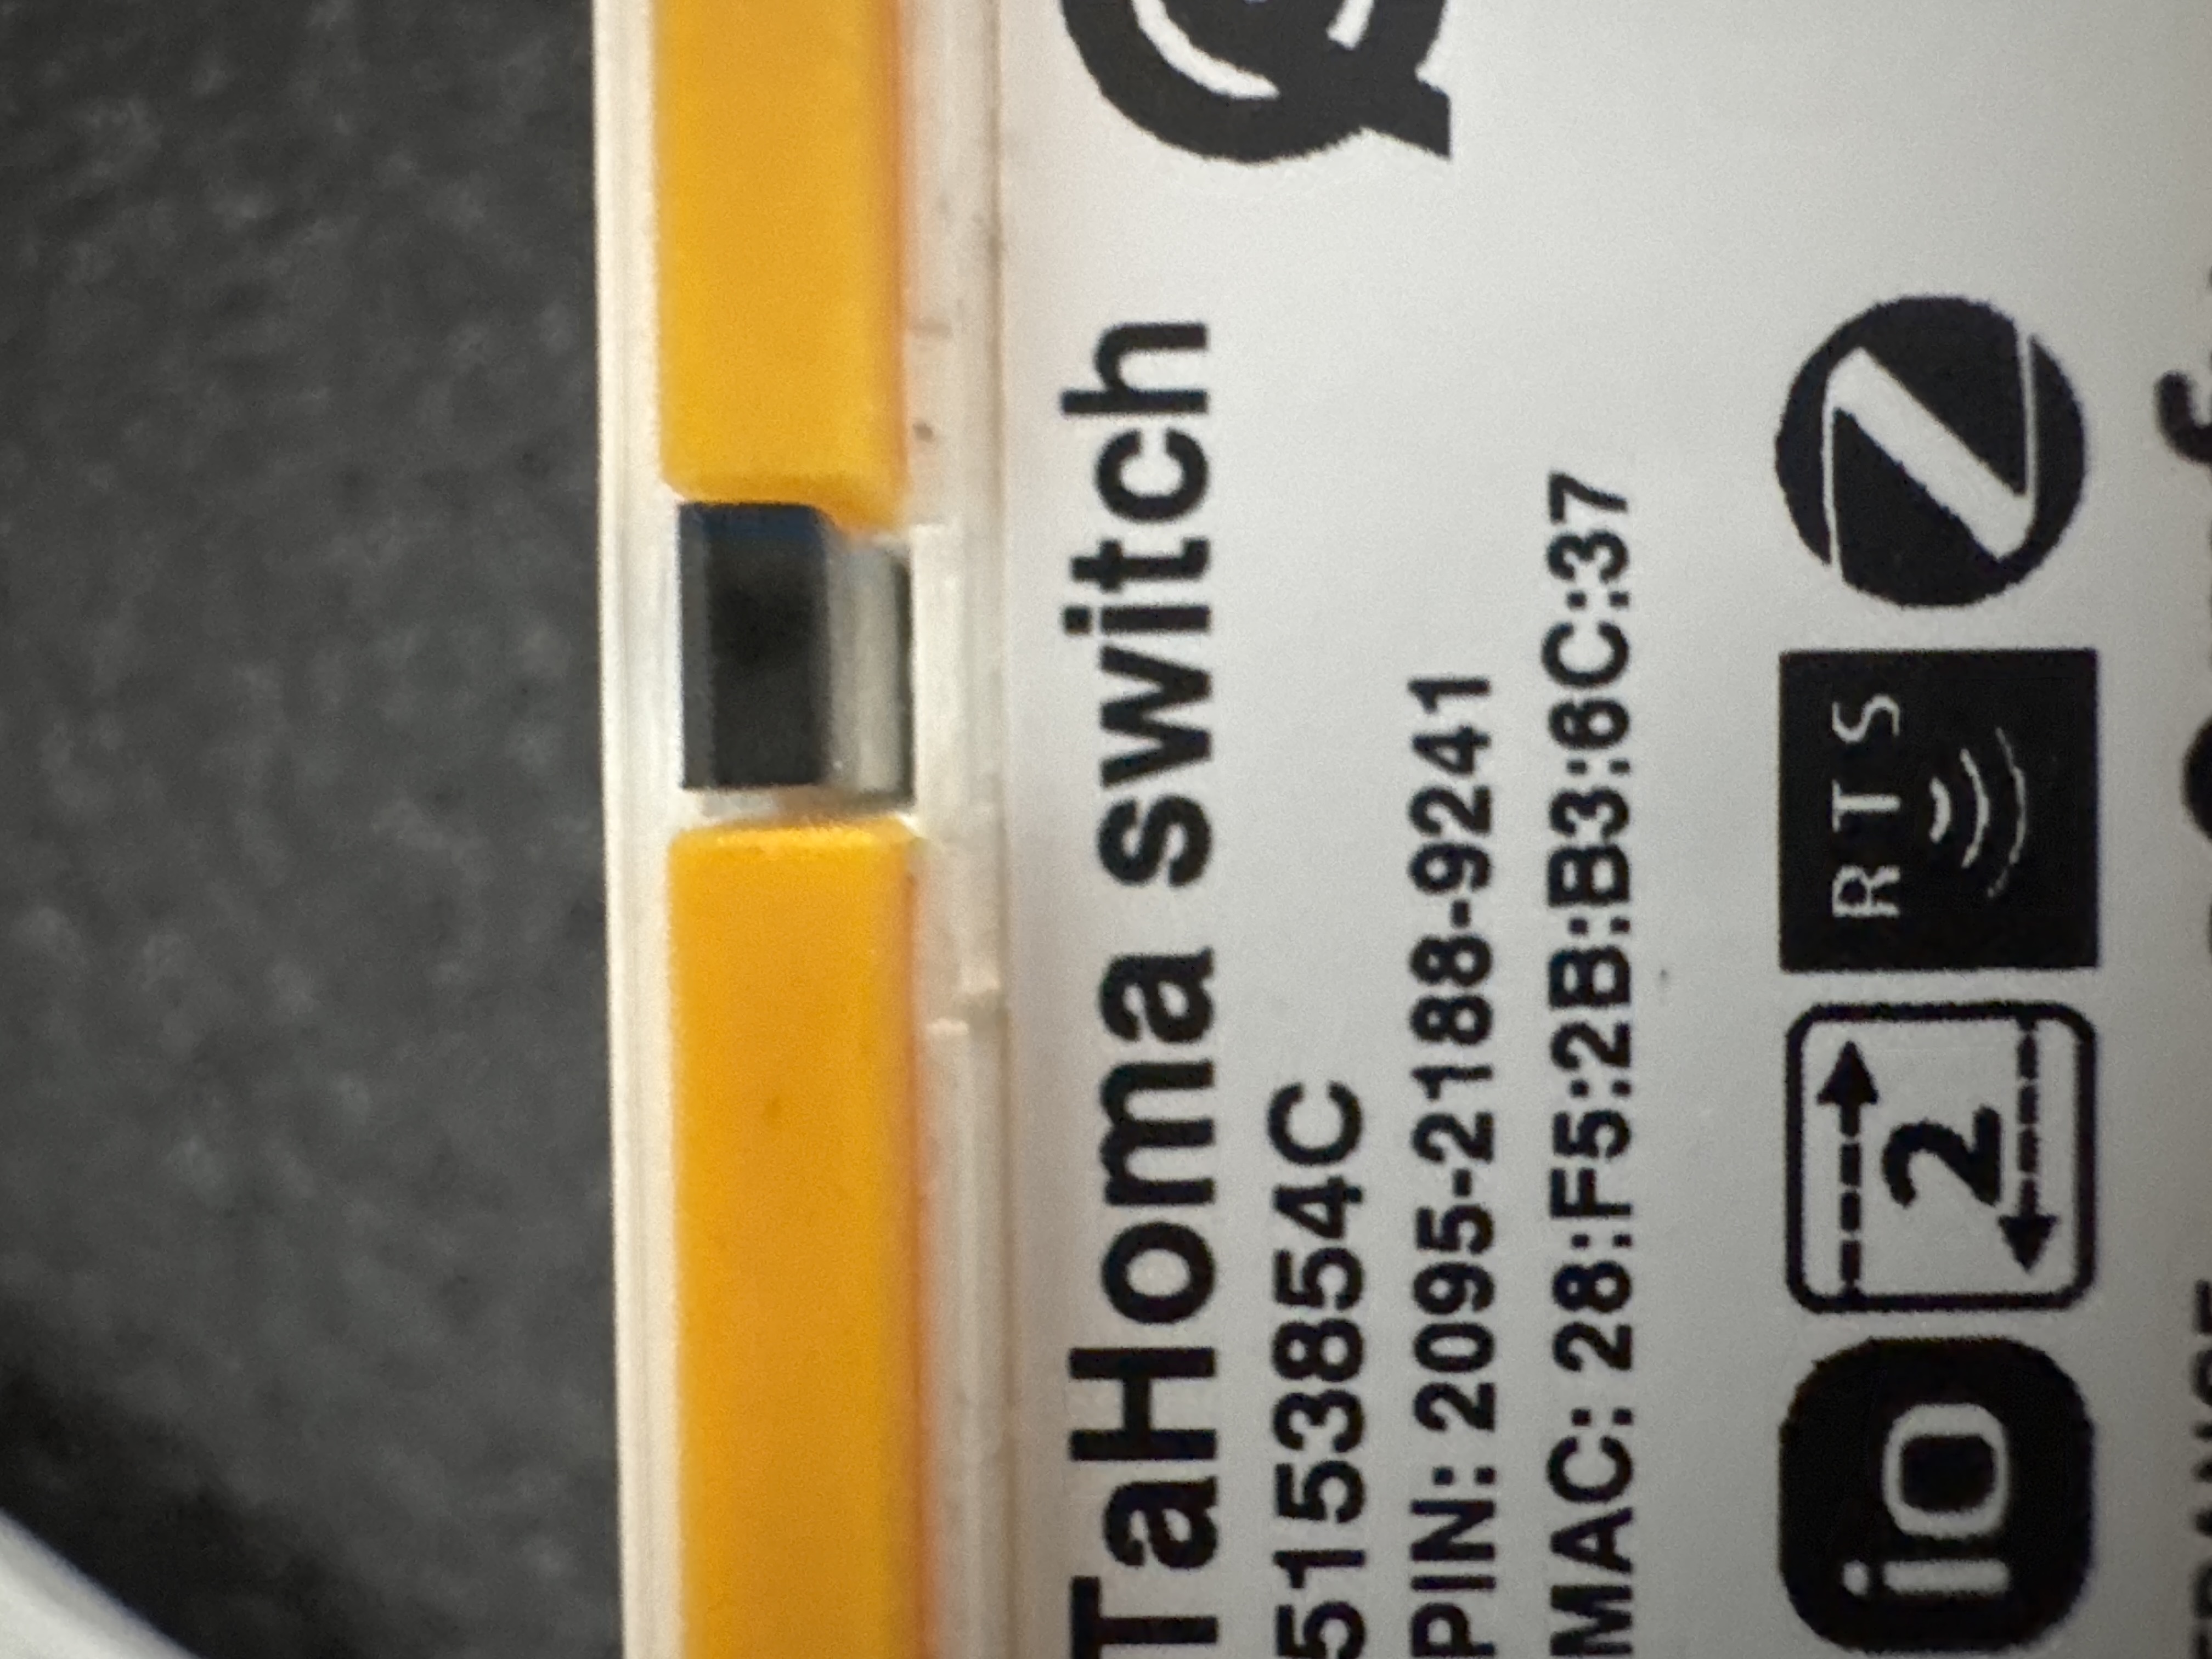 TaHoma switch
5153854C
PIN: 2095-2188-9241
MAC: 28:F5:2B:B3:6C:37
io
2
RTS